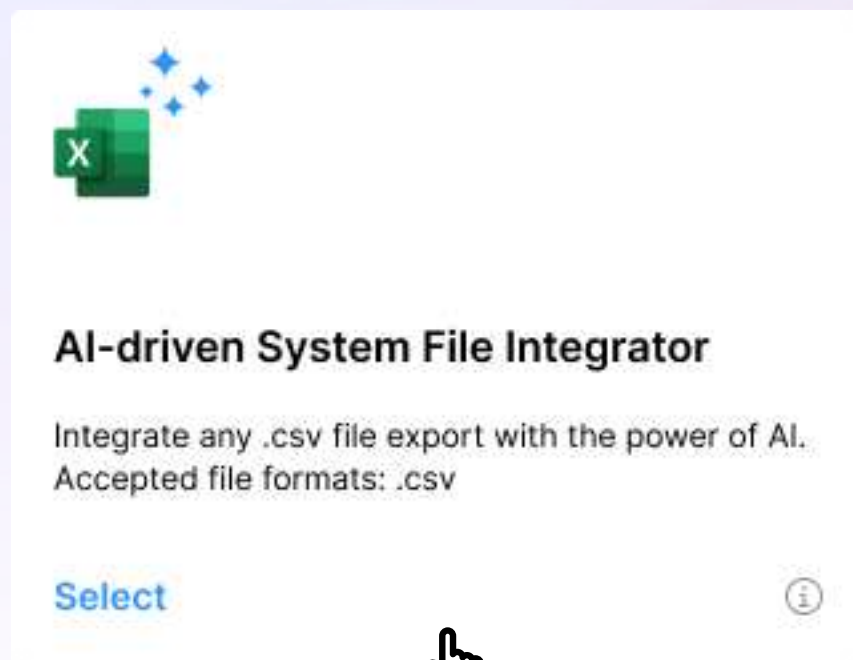 X
AI-driven System File Integrator
Integrate any .csv file export with the power of AI.
Accepted file formats: .csv
Select
i